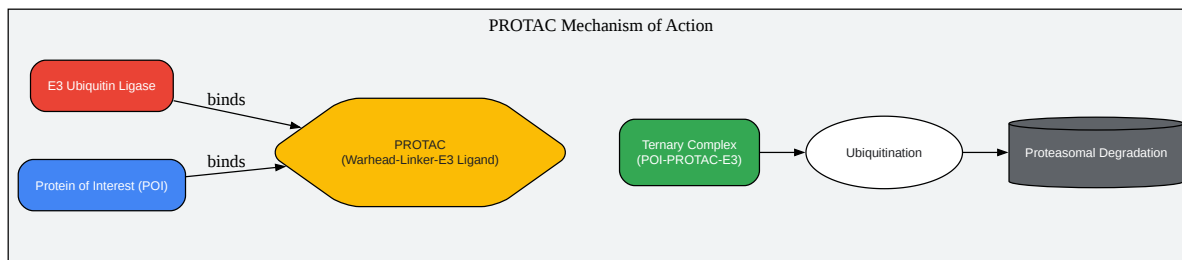 PROTAC Mechanism of Action
E3 Ubiquitin Ligase
binds
Protein of Interest (POI)
binds
PROTAC
(Warhead-Linker-E3 Ligand)
Ternary Complex
(POI-PROTAC-E3)
Ubiquitination
Proteasomal Degradation